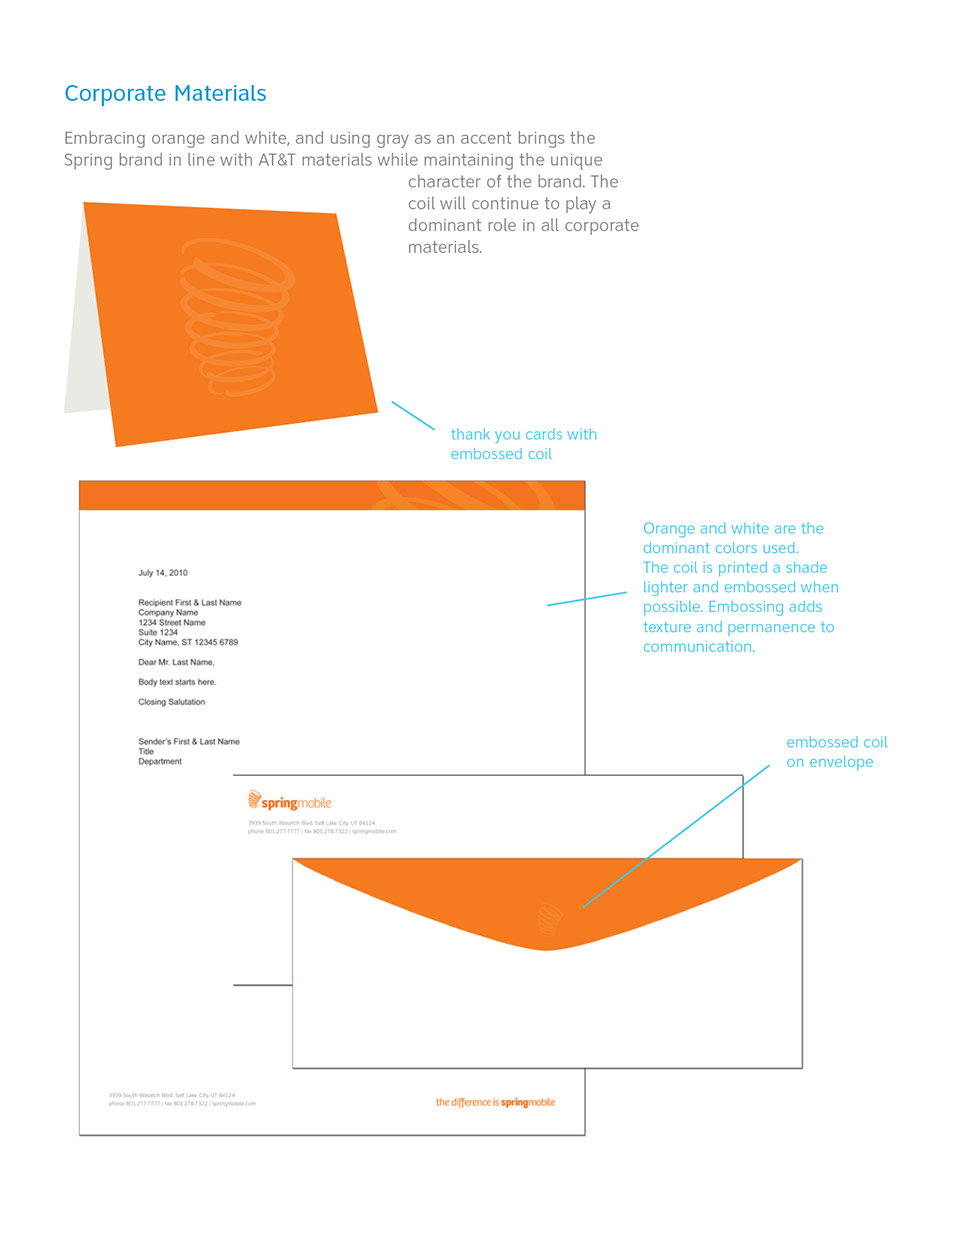 Corporate Materials
Embracing orange and white, and using gray as an accent brings the
Spring brand in line with AT&T materials while maintaining the unique
character of the brand. The
coil will continue to play a
dominant role in all corporate
materials.
thank you cards with
embossed coil
Orange and white are the
dominant colors used.
The coil is printed a shade
lighter and embossed when
possible. Embossing adds
texture and permanence to
communication.
July 14, 2010
Recipient First & Last Name
Company Name
1234 Street Name
Suite 1234
City Name, ST 12345 6789
Dear Mr. Last Name,
Body text starts here.
Closing Salutation
Sender's First & Last Name
Title
Department
embossed coil
on envelope
springmobile
3939 South Wasatch Blvd. Salt Lake City, UT 84124
phone 801.277.7777 | fax 801.278.7322 | springmobile.com
3939 South Wasatch Blvd. Salt Lake City, UT 84124
phone 801.277.7777 | fax 801.278.7322 | springmobile.com
the difference is springmobile